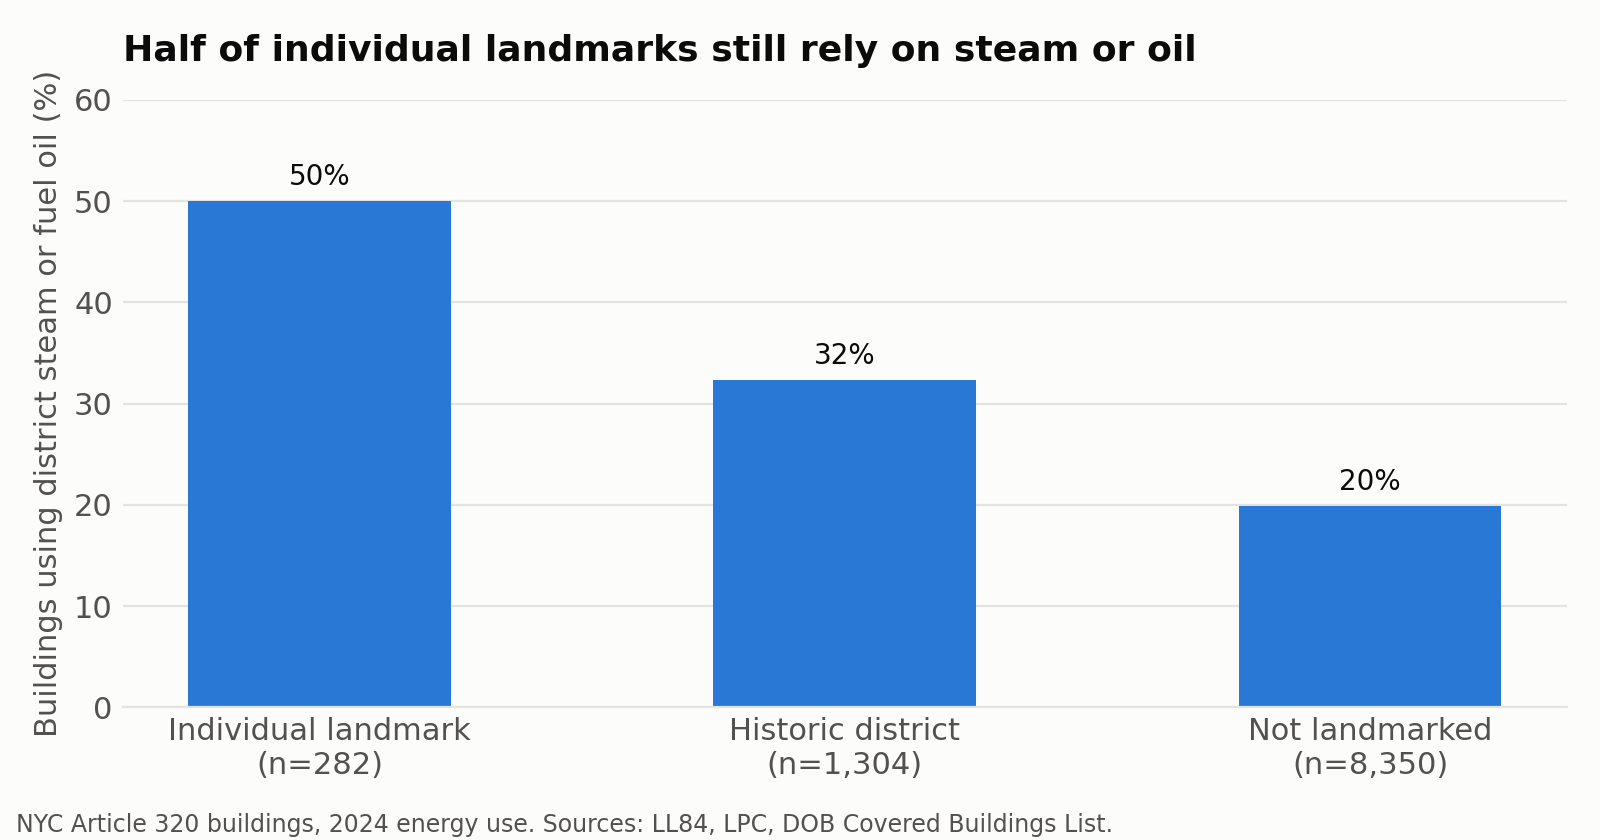 Half of individual landmarks still rely on steam or oil
Buildings using district steam or fuel oil (%)
60
50
40
30
20
10
0
50%
32%
20%
Individual landmark
(n=282)
Historic district
(n=1,304)
Not landmarked
(n=8,350)
NYC Article 320 buildings, 2024 energy use. Sources: LL84, LPC, DOB Covered Buildings List.